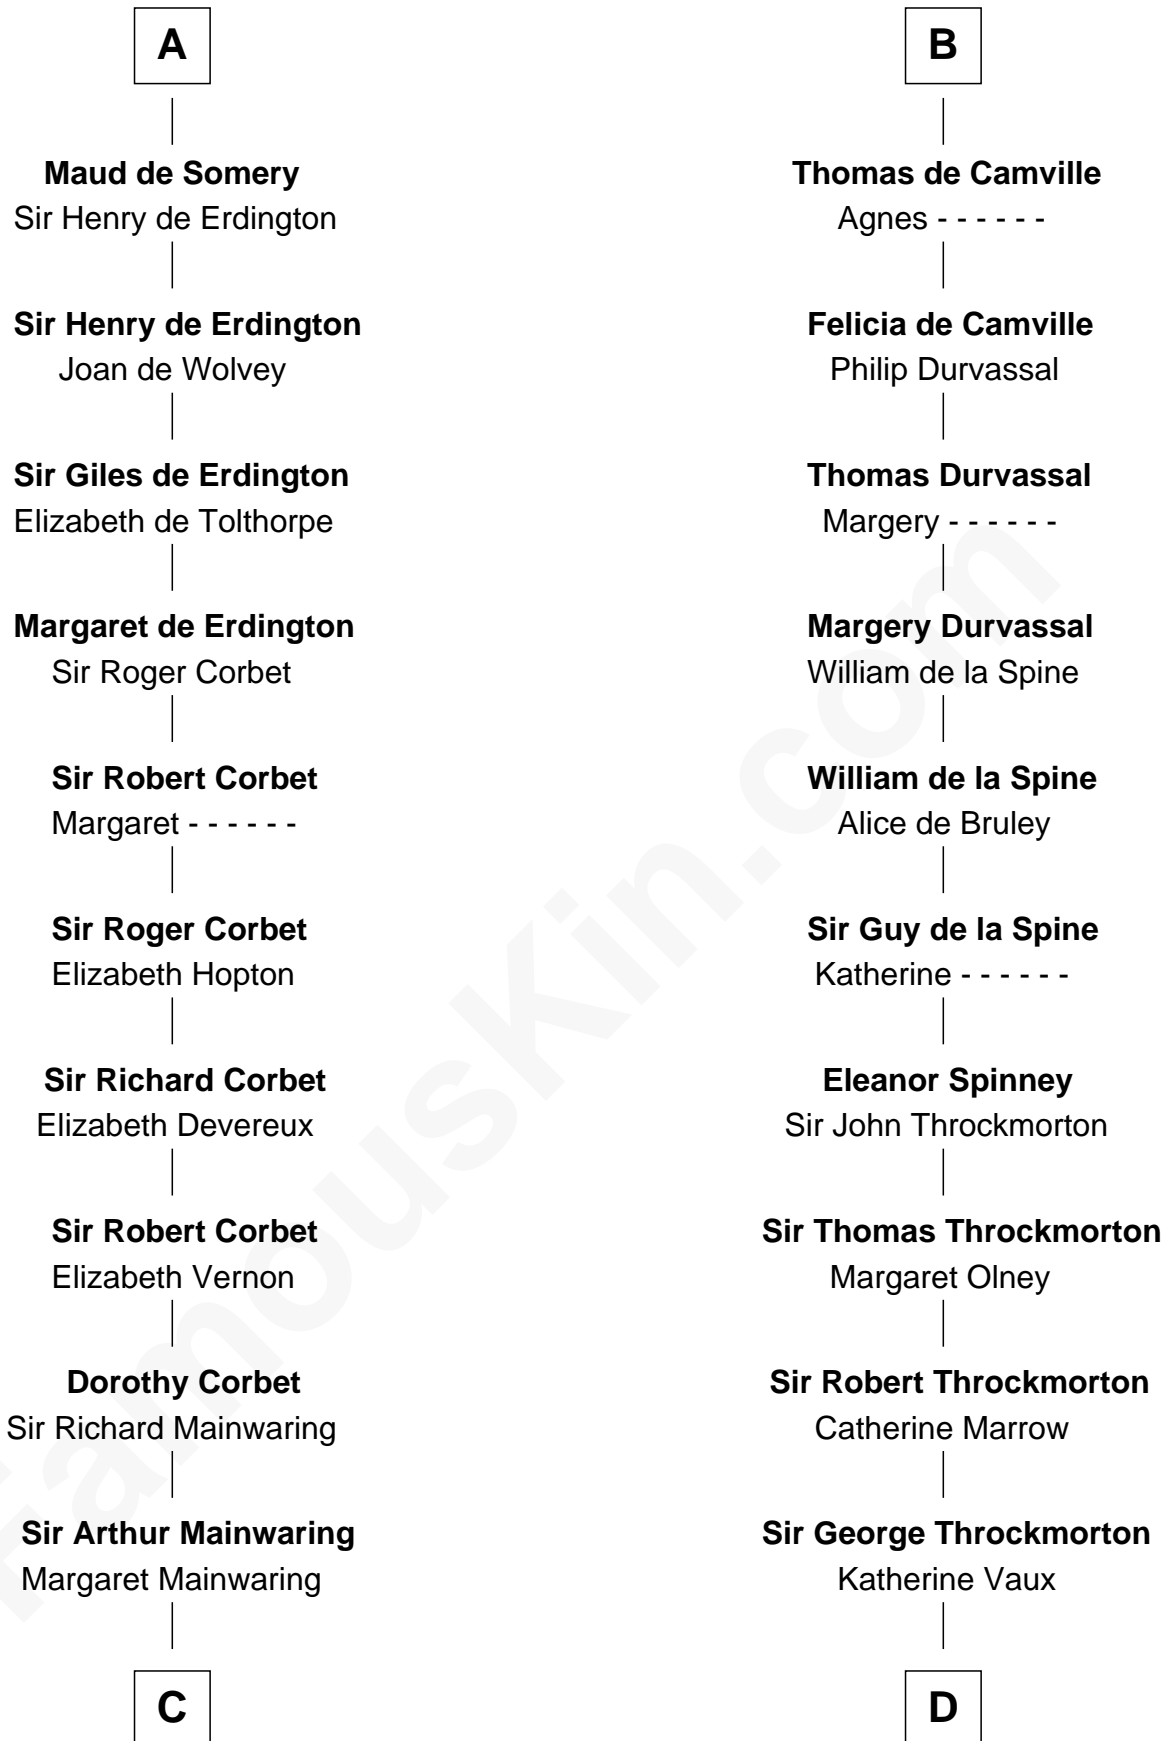 A
Maud de Somery
Sir Henry de Erdington
Sir Henry de Erdington
Joan de Wolvey
Sir Giles de Erdington
Elizabeth de Tolthorpe
Margaret de Erdington
Sir Roger Corbet
Sir Robert Corbet
Margaret - - - - - -
Sir Roger Corbet
Elizabeth Hopton
Sir Richard Corbet
Elizabeth Devereux
Sir Robert Corbet
Elizabeth Vernon
Dorothy Corbet
Sir Richard Mainwaring
Sir Arthur Mainwaring
Margaret Mainwaring
C
B
Thomas de Camville
Agnes - - - - - -
Felicia de Camville
Philip Durvassal
Thomas Durvassal
Margery - - - - - -
Margery Durvassal
William de la Spine
William de la Spine
Alice de Bruley
Sir Guy de la Spine
Katherine - - - - - -
Eleanor Spinney
Sir John Throckmorton
Sir Thomas Throckmorton
Margaret Olney
Sir Robert Throckmorton
Catherine Marrow
Sir George Throckmorton
Katherine Vaux
D
FamousKin.com